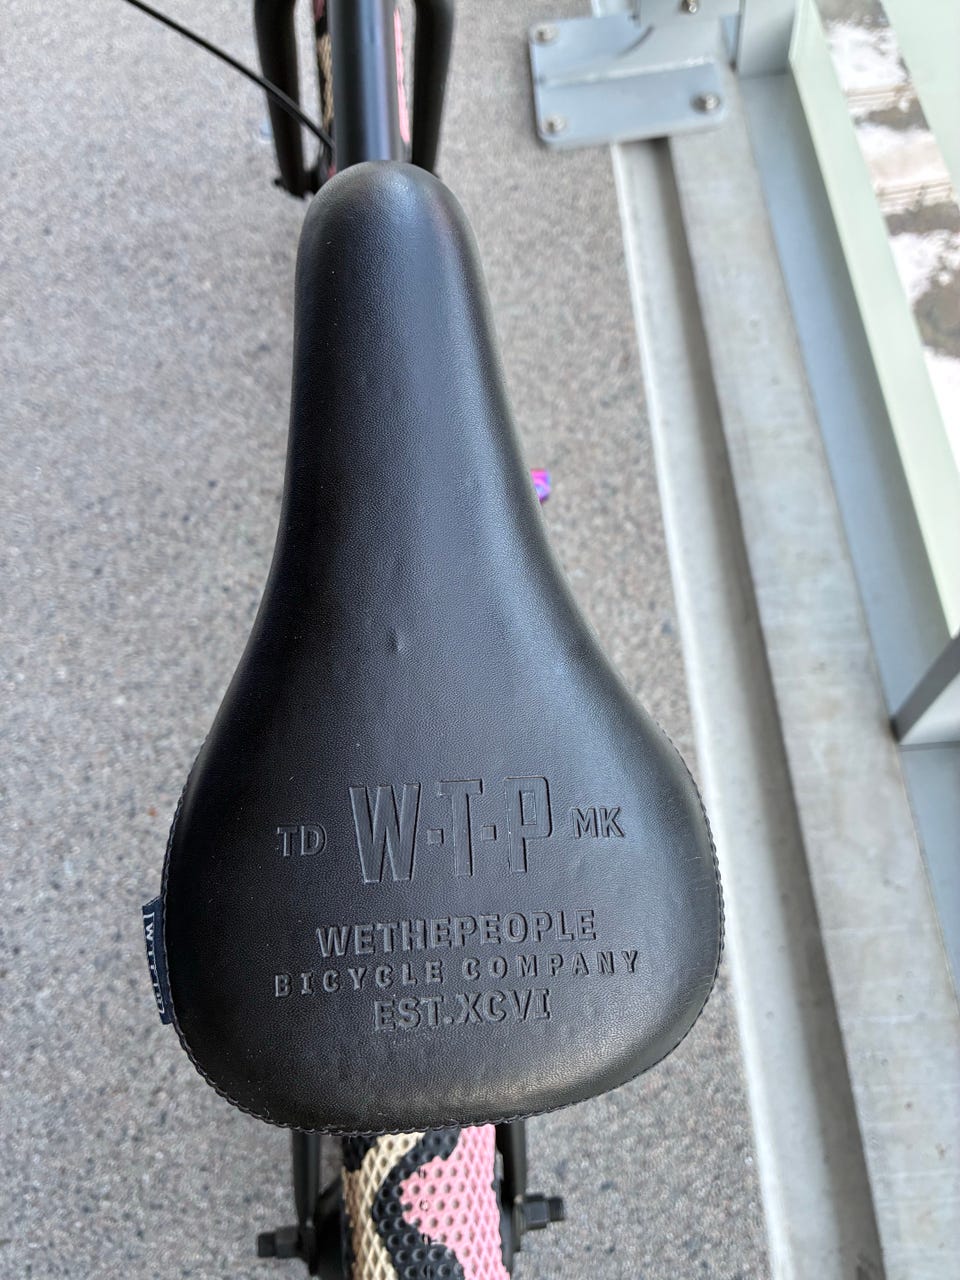 TD W·T·P MK
WETHEPEOPLE
BICYCLE COMPANY
EST.XCVI